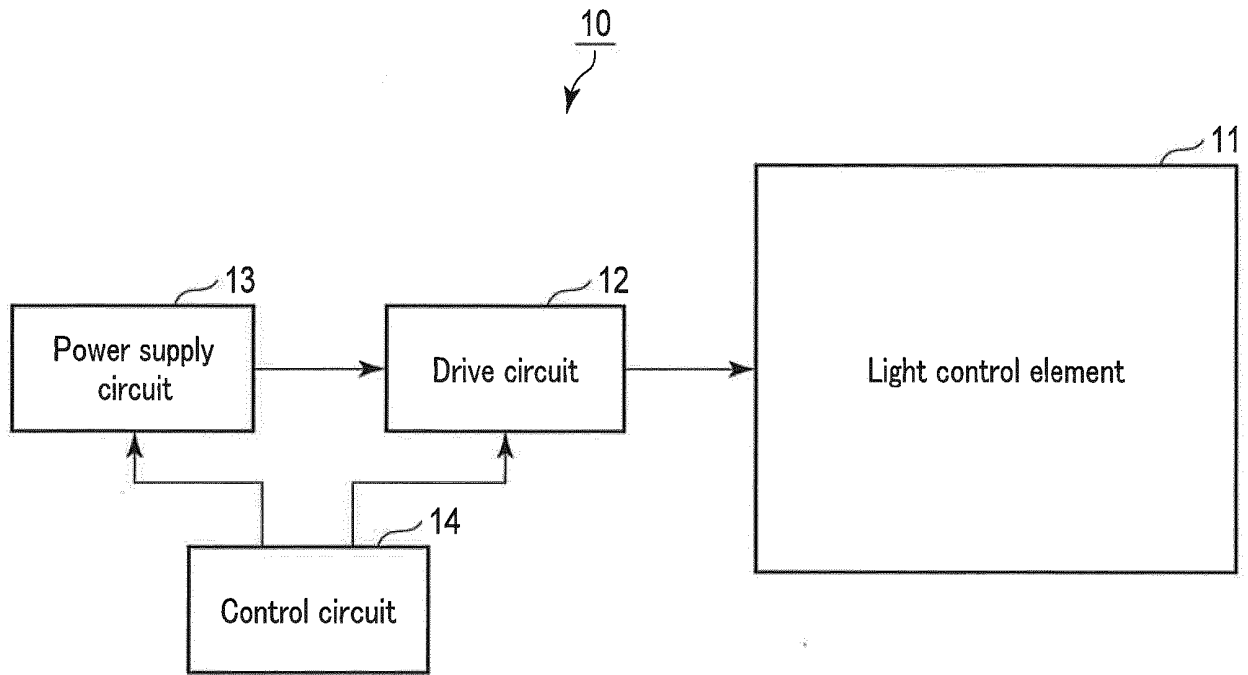 10
11
13
12
Power supply
circuit
Drive circuit
Light control element
14
Control circuit